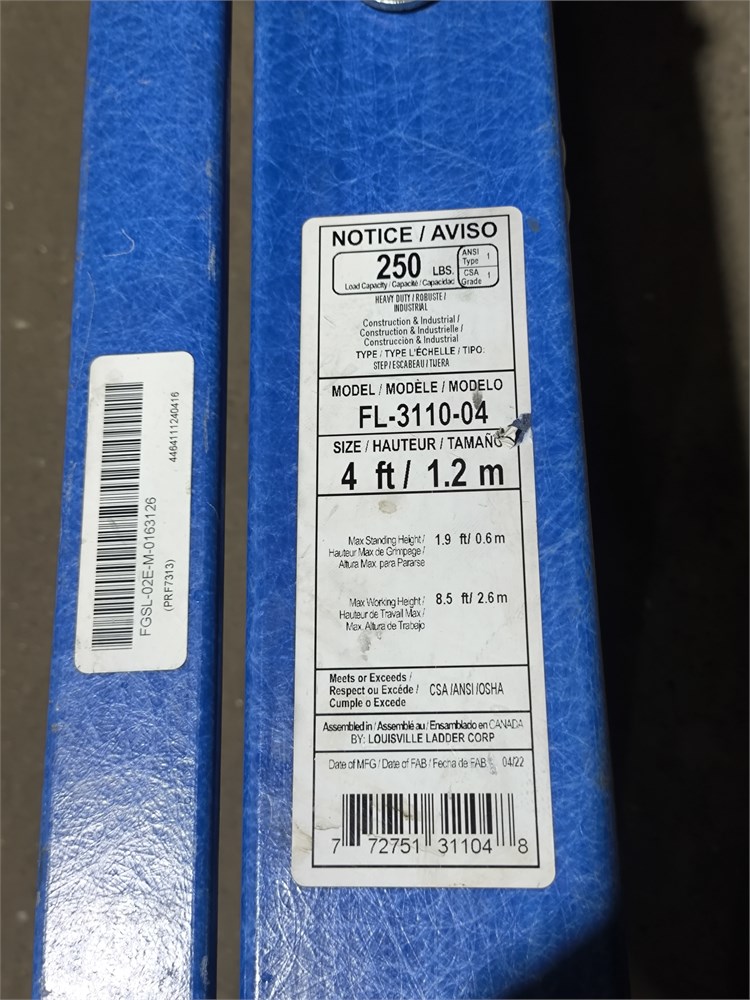 NOTICE / AVISO
250 LBS.
Load Capacity / Capacité / Capacidad
ANSI
Type 1
CSA
Grade 1
HEAVY DUTY / ROBUSTE /
INDUSTRIAL
Construction & Industrial /
Construction & Industrielle /
Construcción & Industrial
TYPE / TYPE L'ÉCHELLE / TIPO:
STEP / ESCABEAU / TIJERA
MODEL / MODÈLE / MODELO
FL-3110-04
SIZE / HAUTEUR / TAMAÑO
4 ft / 1.2 m
Max Standing Height / 1.9 ft/ 0.6 m
Hauteur Max de Grimpage /
Altura Max. para Pararse
Max Working Height / 8.5 ft/ 2.6 m
Hauteur de Travail Max /
Max. Altura de Trabajo
Meets or Exceeds /
Respect ou Excéde / CSA /ANSI /OSHA
Cumple o Excede
Assembled in / Assemblé au / Ensamblado en CANADA
BY: LOUISVILLE LADDER CORP
Date of MFG / Date of FAB / Fecha de FAB 04/22
7 72751 31104 8
FGSL-02E-M-0163126
(PRF7313)
4464111240416